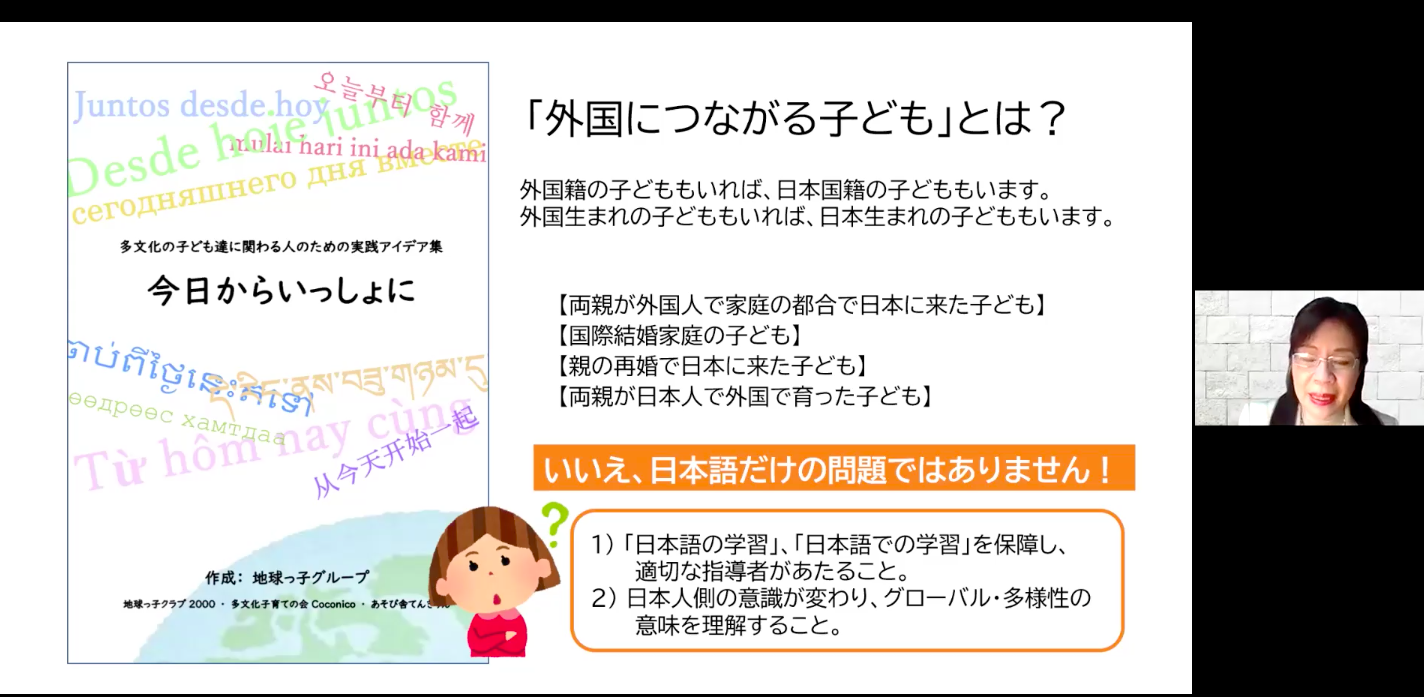 Juntos desde hoy
오늘부터 함께
Desde hoje juntos
mulai hari ini ada kami
сегодняшнего дня вместе
多文化の子ども達に関わる人のための実践アイデア集
今日からいっしょに
ចាប់ពីថ្ងៃនេះតទៅ
өөдрөөс хамтдаа
Từ hôm nay cùng
从今天开始一起
作成: 地球っ子グループ
地球っ子クラブ 2000 ・ 多文化子育ての会 Coconico ・ あそび舎てん
「外国につながる子ども」とは？
外国籍の子どももいれば、日本国籍の子どももいます。
外国生まれの子どももいれば、日本生まれの子どももいます。
【両親が外国人で家庭の都合で日本に来た子ども】
【国際結婚家庭の子ども】
【親の再婚で日本に来た子ども】
【両親が日本人で外国で育った子ども】
いいえ、日本語だけの問題ではありません！
?
1）「日本語の学習」、「日本語での学習」を保障し、
適切な指導者があたること。
2） 日本人側の意識が変わり、グローバル・多様性の
意味を理解すること。